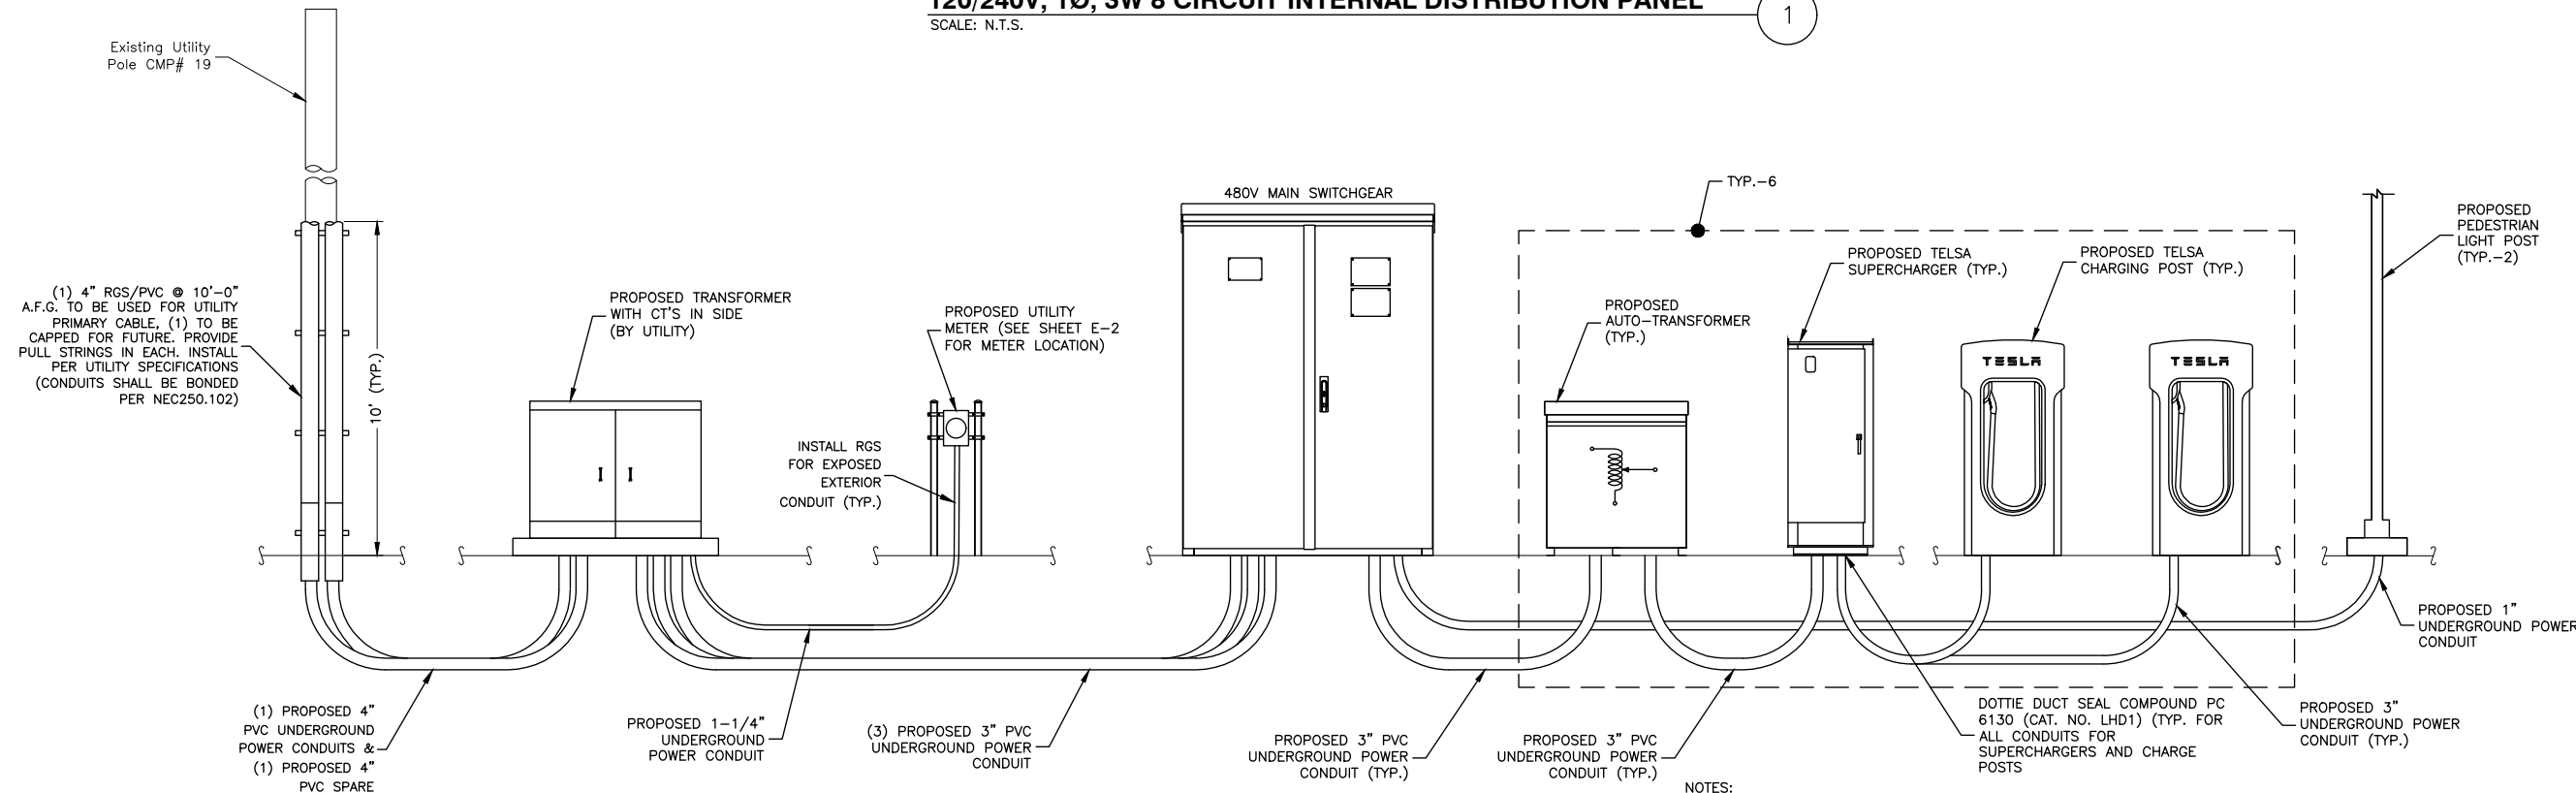 120/240V, 1Ø, 3W 8 CIRCUIT INTERNAL DISTRIBUTION PANEL
SCALE: N.T.S.
1
Existing Utility
Pole CMP# 19
(1) 4" RGS/PVC @ 10'-0"
A.F.G. TO BE USED FOR UTILITY
PRIMARY CABLE, (1) TO BE
CAPPED FOR FUTURE. PROVIDE
PULL STRINGS IN EACH. INSTALL
PER UTILITY SPECIFICATIONS
(CONDUITS SHALL BE BONDED
PER NEC250.102)
10' (TYP.)
PROPOSED TRANSFORMER
WITH CT'S IN SIDE
(BY UTILITY)
PROPOSED UTILITY
METER (SEE SHEET E-2
FOR METER LOCATION)
INSTALL RGS
FOR EXPOSED
EXTERIOR
CONDUIT (TYP.)
480V MAIN SWITCHGEAR
TYP.-6
PROPOSED
AUTO-TRANSFORMER
(TYP.)
PROPOSED TELSA
SUPERCHARGER (TYP.)
PROPOSED TELSA
CHARGING POST (TYP.)
TESLA
TESLA
PROPOSED
PEDESTRIAN
LIGHT POST
(TYP.-2)
(1) PROPOSED 4"
PVC UNDERGROUND
POWER CONDUITS &
(1) PROPOSED 4"
PVC SPARE
PROPOSED 1-1/4"
UNDERGROUND
POWER CONDUIT
(3) PROPOSED 3" PVC
UNDERGROUND POWER
CONDUIT
PROPOSED 3" PVC
UNDERGROUND POWER
CONDUIT (TYP.)
PROPOSED 3" PVC
UNDERGROUND POWER
CONDUIT (TYP.)
DOTTIE DUCT SEAL COMPOUND PC
6130 (CAT. NO. LHD1) (TYP. FOR
ALL CONDUITS FOR
SUPERCHARGERS AND CHARGE
POSTS
PROPOSED 3"
UNDERGROUND POWER
CONDUIT (TYP.)
PROPOSED 1"
UNDERGROUND POWER
CONDUIT
NOTES: